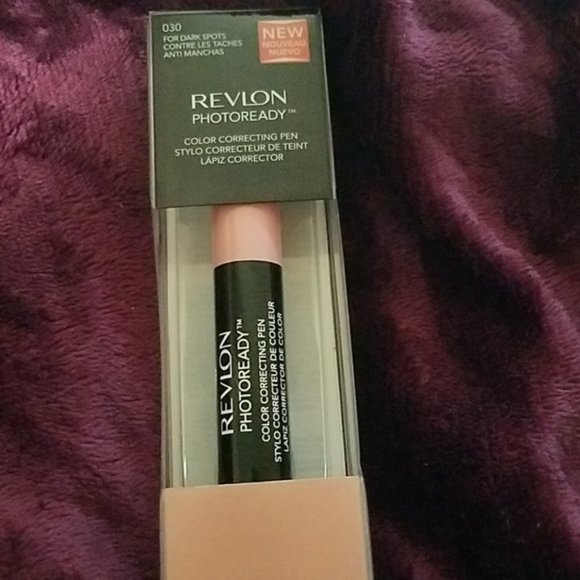 030
FOR DARK SPOTS
CONTRE LES TACHES
ANTI MANCHAS
NEW
NOUVEAU
NUEVO
REVLON
PHOTOREADY™
COLOR CORRECTING PEN
STYLO CORRECTEUR DE TEINT
LÁPIZ CORRECTOR
REVLON
PHOTOREADY™
COLOR CORRECTING PEN
STYLO CORRECTEUR DE COULEUR
LÁPIZ CORRECTOR DE COLOR